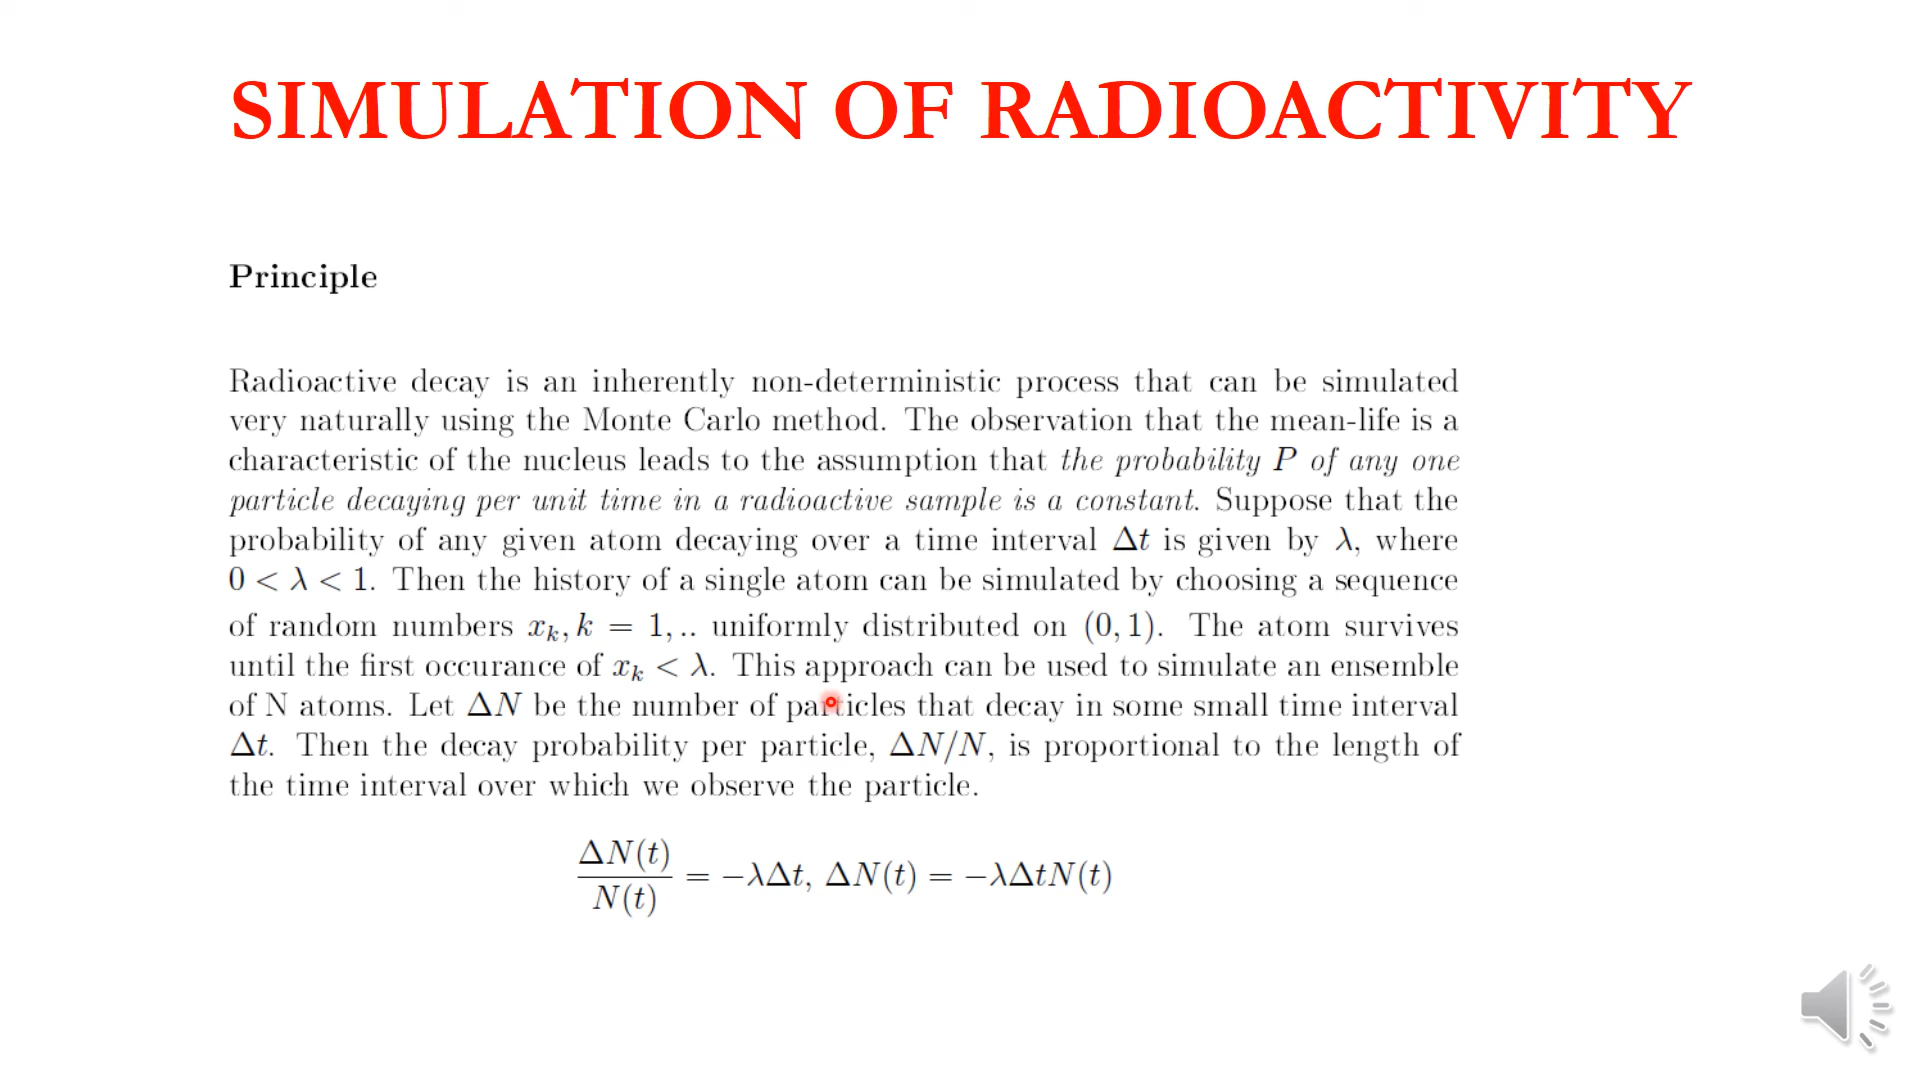 SIMULATION OF RADIOACTIVITY
Principle
Radioactive decay is an inherently non-deterministic process that can be simulated
very naturally using the Monte Carlo method. The observation that the mean-life is a
characteristic of the nucleus leads to the assumption that the probability P of any one
particle decaying per unit time in a radioactive sample is a constant. Suppose that the
probability of any given atom decaying over a time interval Δt is given by λ, where
0 < λ < 1. Then the history of a single atom can be simulated by choosing a sequence
of random numbers xₖ, k = 1, .. uniformly distributed on (0, 1). The atom survives
until the first occurance of xₖ < λ. This approach can be used to simulate an ensemble
of N atoms. Let ΔN be the number of particles that decay in some small time interval
Δt. Then the decay probability per particle, ΔN/N, is proportional to the length of
the time interval over which we observe the particle.
ΔN(t)/N(t) = −λΔt, ΔN(t) = −λΔtN(t)